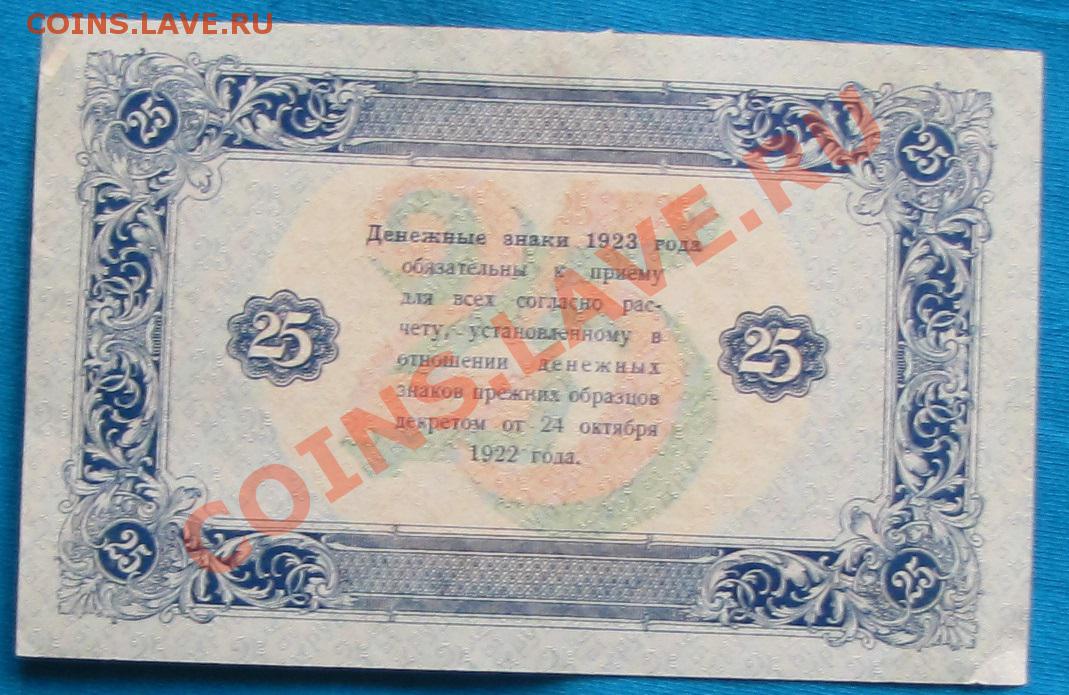 COINS.LAVE.RU
25 25
Денежные знаки 1923 года
обязательны к приему
для всех согласно рас-
чету, установленному в
отношении денежных
знаков прежних образцов
декретом от 24 октября
1922 года.
25 25
25 25
COINS.LAVE.RU